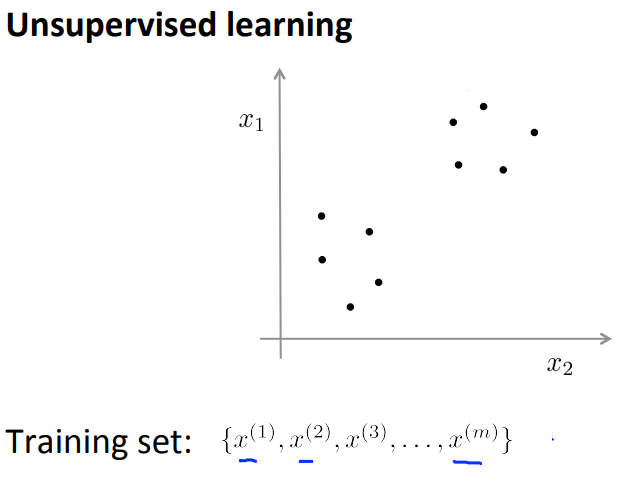 Unsupervised learning
x₁
x₂
Training set: {x⁽¹⁾, x⁽²⁾, x⁽³⁾, . . . , x⁽ᵐ⁾}